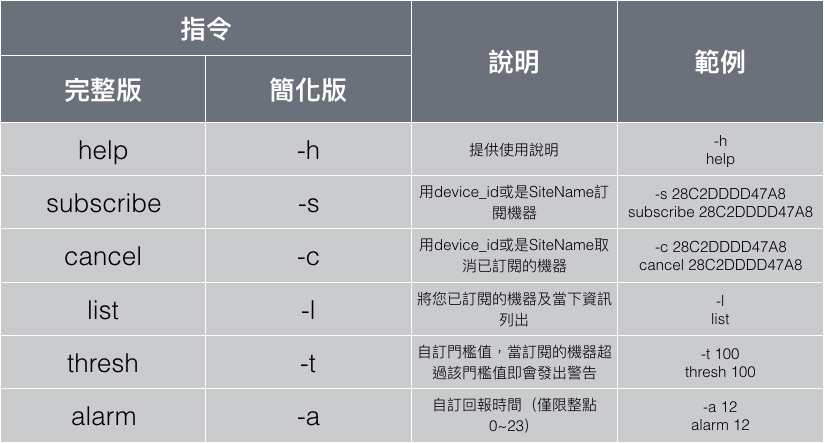 指令
說明
範例
完整版
簡化版
help
-h
提供使用說明
-h
help
subscribe
-s
用device_id或是SiteName訂
閱機器
-s 28C2DDDD47A8
subscribe 28C2DDDD47A8
cancel
-c
用device_id或是SiteName取
消已訂閱的機器
-c 28C2DDDD47A8
cancel 28C2DDDD47A8
list
-l
將您已訂閱的機器及當下資訊
列出
-l
list
thresh
-t
自訂門檻值，當訂閱的機器超
過該門檻值即會發出警告
-t 100
thresh 100
alarm
-a
自訂回報時間（僅限整點
0~23）
-a 12
alarm 12